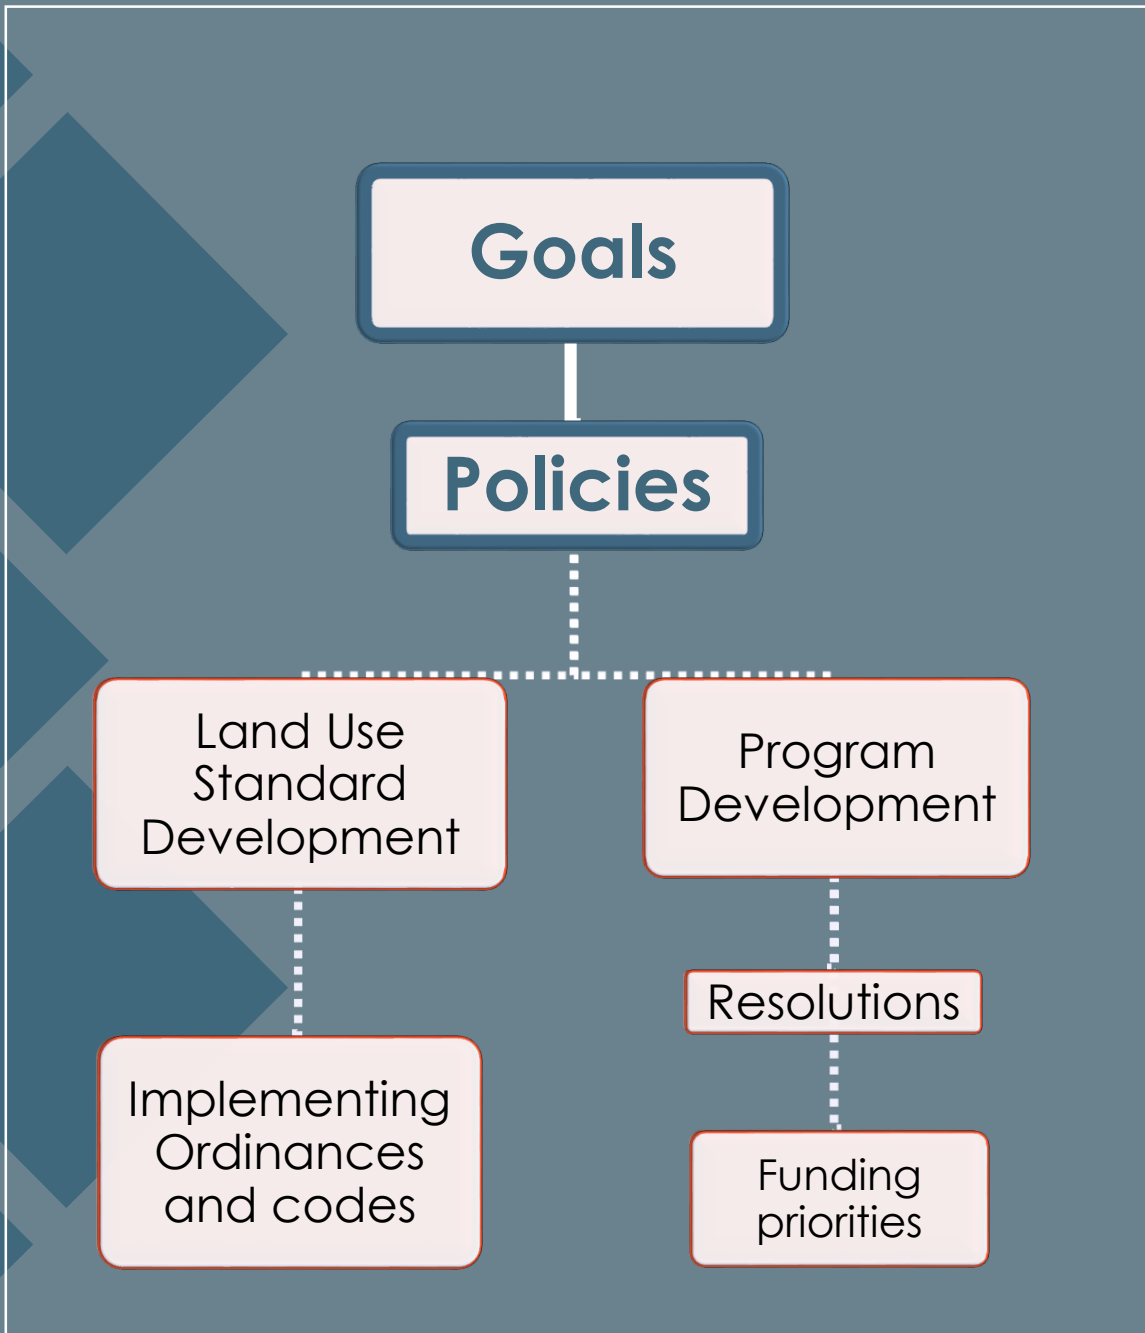 Goals
Policies
Land Use
Standard
Development
Program
Development
Resolutions
Implementing
Ordinances
and codes
Funding
priorities